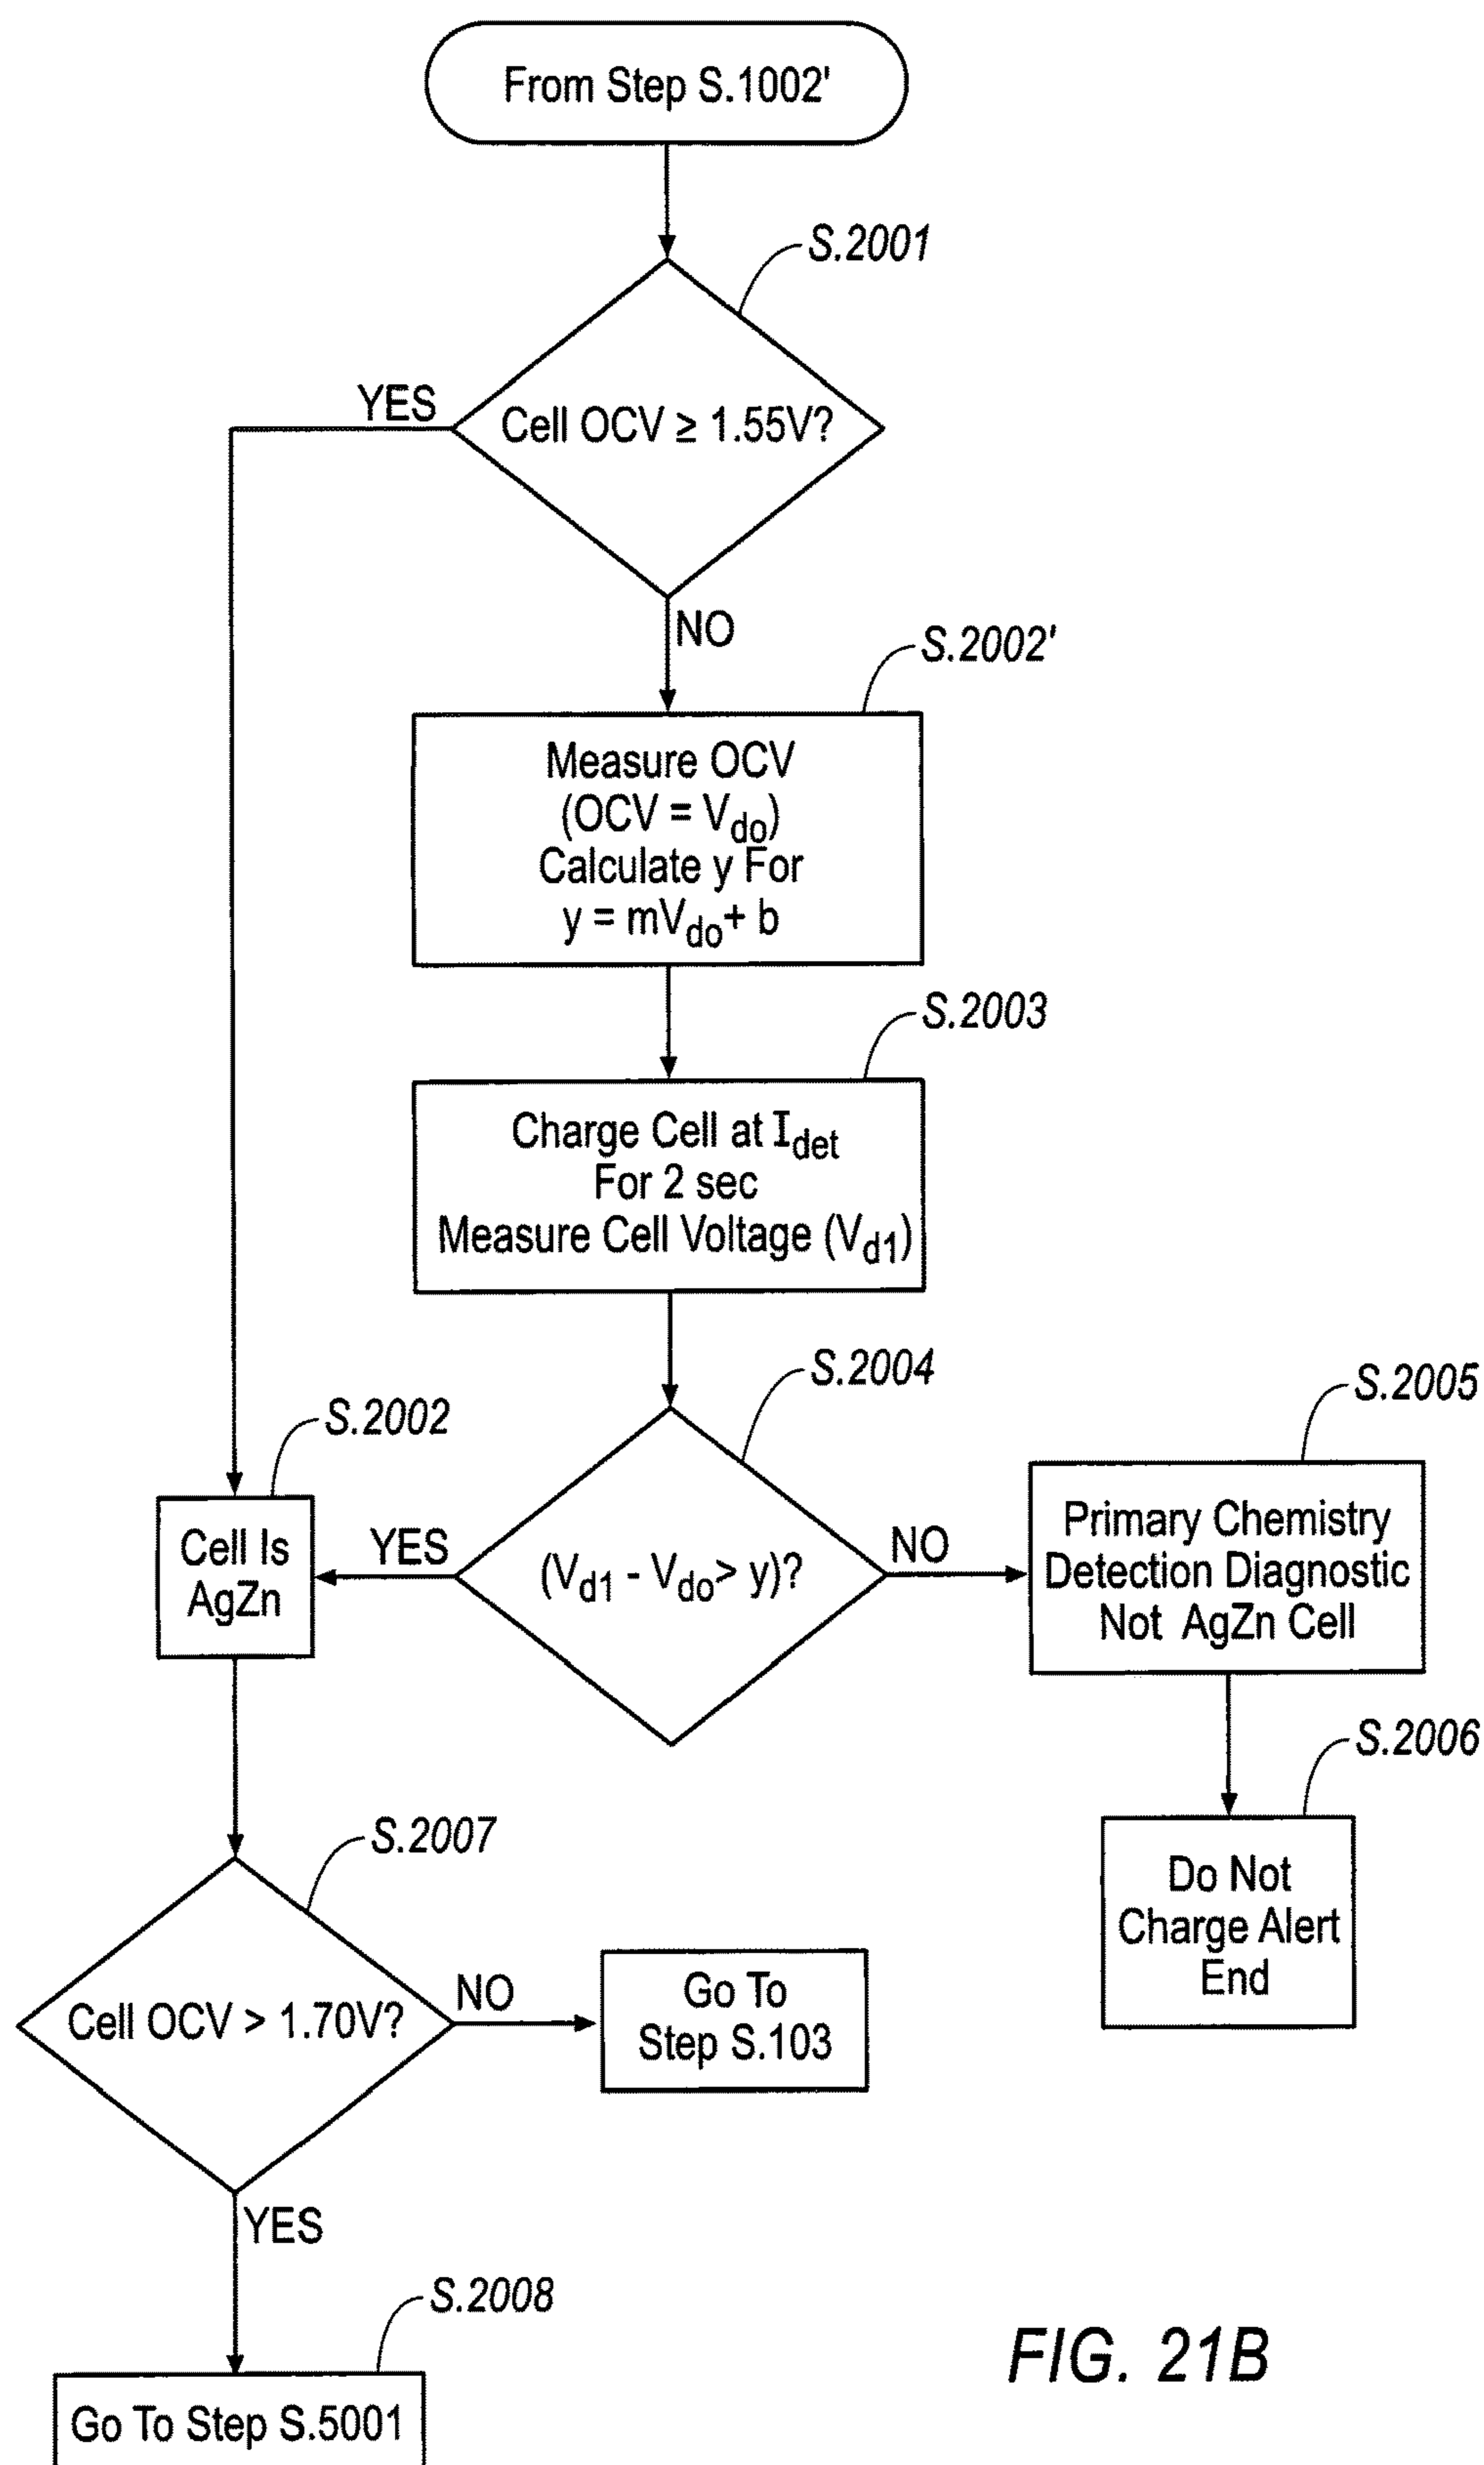 From Step S.1002'
S.2001
YES
Cell OCV ≥ 1.55V?
NO
S.2002'
Measure OCV
(OCV = Vdo)
Calculate y For
y = mVdo+ b
S.2003
Charge Cell at Idet
For 2 sec
Measure Cell Voltage (Vd1)
S.2004
S.2005
S.2002
Cell Is
AgZn
YES
(Vd1 - Vdo> y)?
NO
Primary Chemistry
Detection Diagnostic
Not AgZn Cell
S.2006
Do Not
Charge Alert
End
S.2007
Cell OCV > 1.70V?
NO
Go To
Step S.103
YES
S.2008
Go To Step S.5001
FIG. 21B